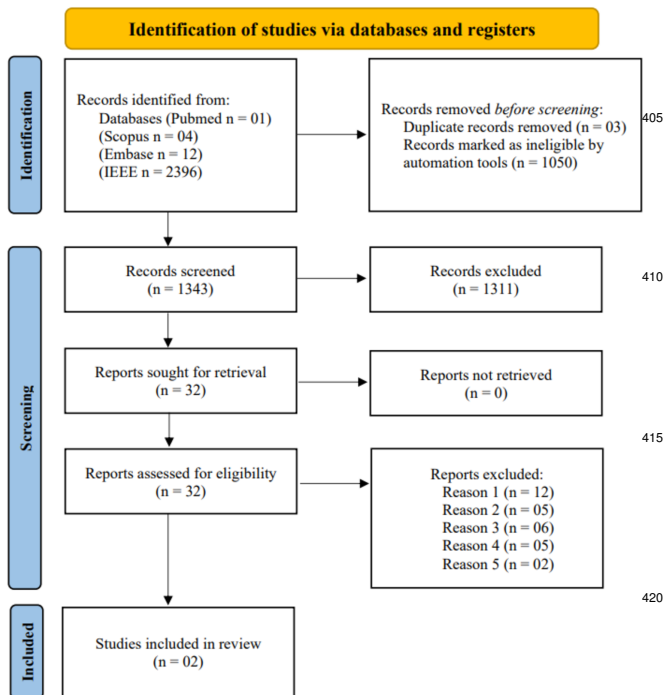 Identification of studies via databases and registers
Identification
Records identified from:
Databases (Pubmed n = 01)
(Scopus n = 04)
(Embase n = 12)
(IEEE n = 2396)
Records removed before screening:
Duplicate records removed (n = 03)
Records marked as ineligible by
automation tools (n = 1050)
405
Screening
Records screened
(n = 1343)
Records excluded
(n = 1311)
410
Reports sought for retrieval
(n = 32)
Reports not retrieved
(n = 0)
415
Reports assessed for eligibility
(n = 32)
Reports excluded:
Reason 1 (n = 12)
Reason 2 (n = 05)
Reason 3 (n = 06)
Reason 4 (n = 05)
Reason 5 (n = 02)
420
Included
Studies included in review
(n = 02)